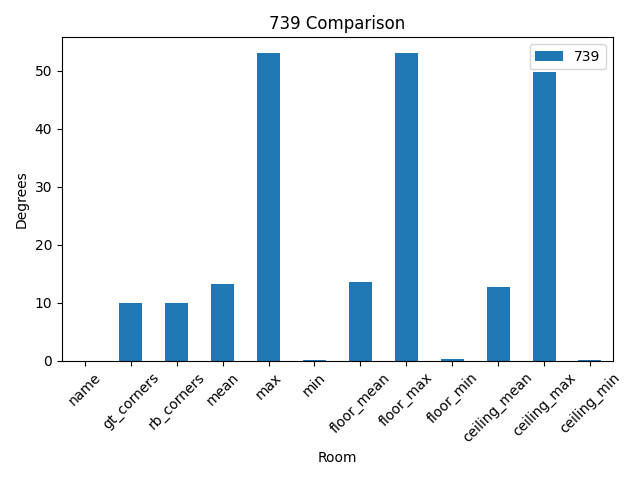 739 Comparison
739
Degrees
50
40
30
20
10
0
name
gt_corners
rb_corners
mean
max
min
floor_mean
floor_max
floor_min
ceiling_mean
ceiling_max
ceiling_min
Room